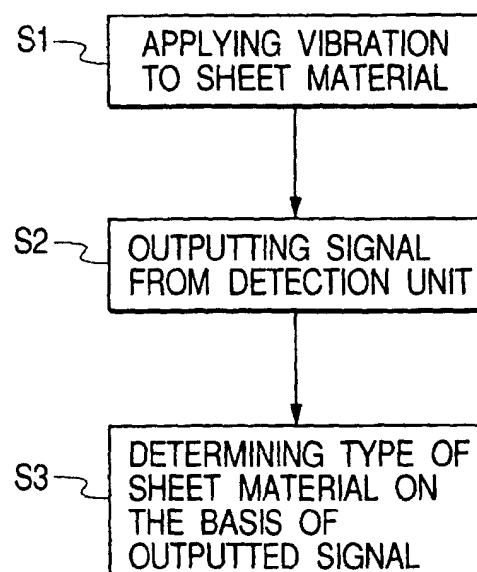 S1
APPLYING VIBRATION
TO SHEET MATERIAL
S2
OUTPUTTING SIGNAL
FROM DETECTION UNIT
S3
DETERMINING TYPE OF
SHEET MATERIAL ON
THE BASIS OF
OUTPUTTED SIGNAL